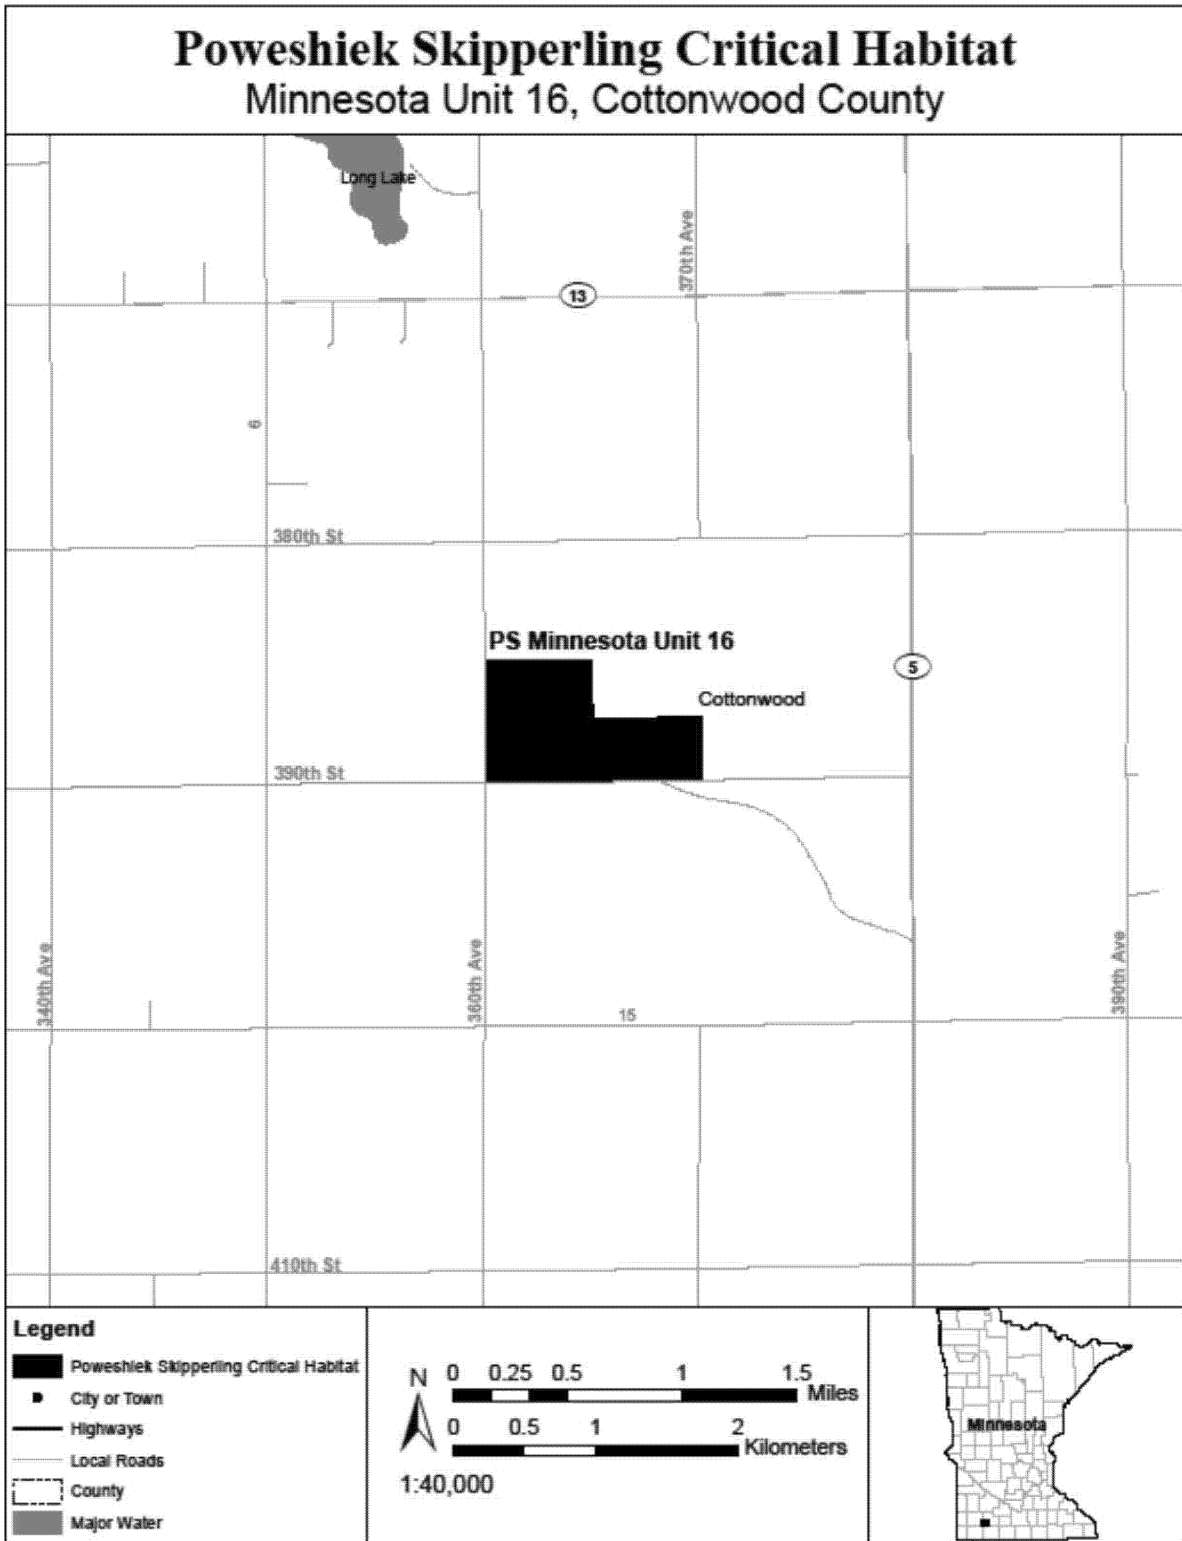 Poweshiek Skipperling Critical Habitat
Minnesota Unit 16, Cottonwood County
Long Lake
370th Ave
13
6
380th St
PS Minnesota Unit 16
5
Cottonwood
390th St
340th Ave
360th Ave
390th Ave
15
410th St
Legend
Poweshiek Skipperling Critical Habitat
City or Town
Highways
Local Roads
County
Major Water
N
0 0.25 0.5 1 1.5
Miles
0 0.5 1 2
Kilometers
1:40,000
Minnesota